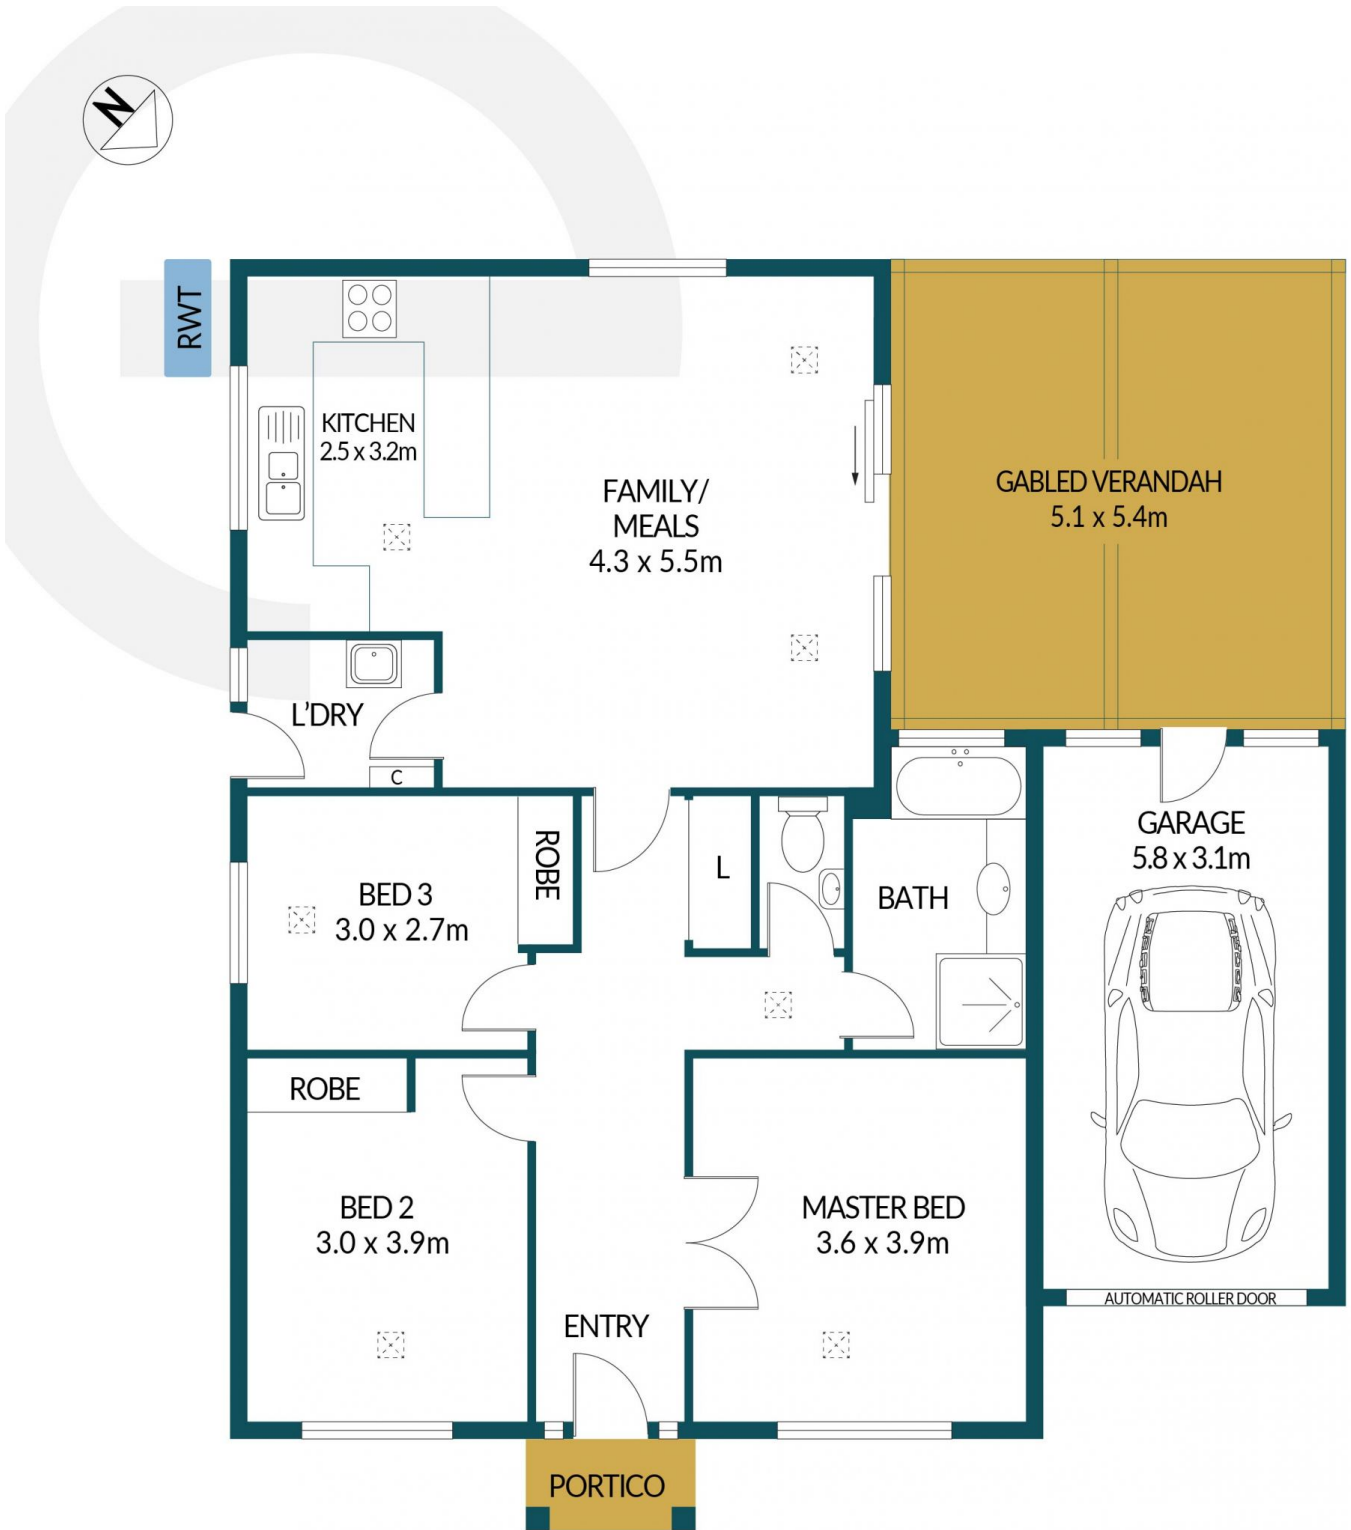 N
RWT
KITCHEN
2.5 x 3.2m
FAMILY/
MEALS
4.3 x 5.5m
GABLED VERANDAH
5.1 x 5.4m
L'DRY
C
BED 3
3.0 x 2.7m
ROBE
L
BATH
GARAGE
5.8 x 3.1m
ROBE
BED 2
3.0 x 3.9m
MASTER BED
3.6 x 3.9m
ENTRY
AUTOMATIC ROLLER DOOR
PORTICO